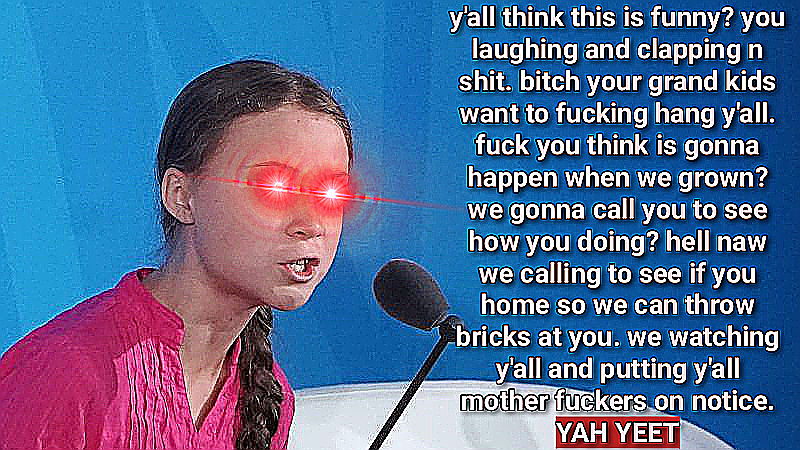 y'all think this is funny? you
laughing and clapping n
shit. bitch your grand kids
want to fucking hang y'all.
fuck you think is gonna
happen when we grown?
we gonna call you to see
how you doing? hell naw
we calling to see if you
home so we can throw
bricks at you. we watching
y'all and putting y'all
mother fuckers on notice.
YAH YEET